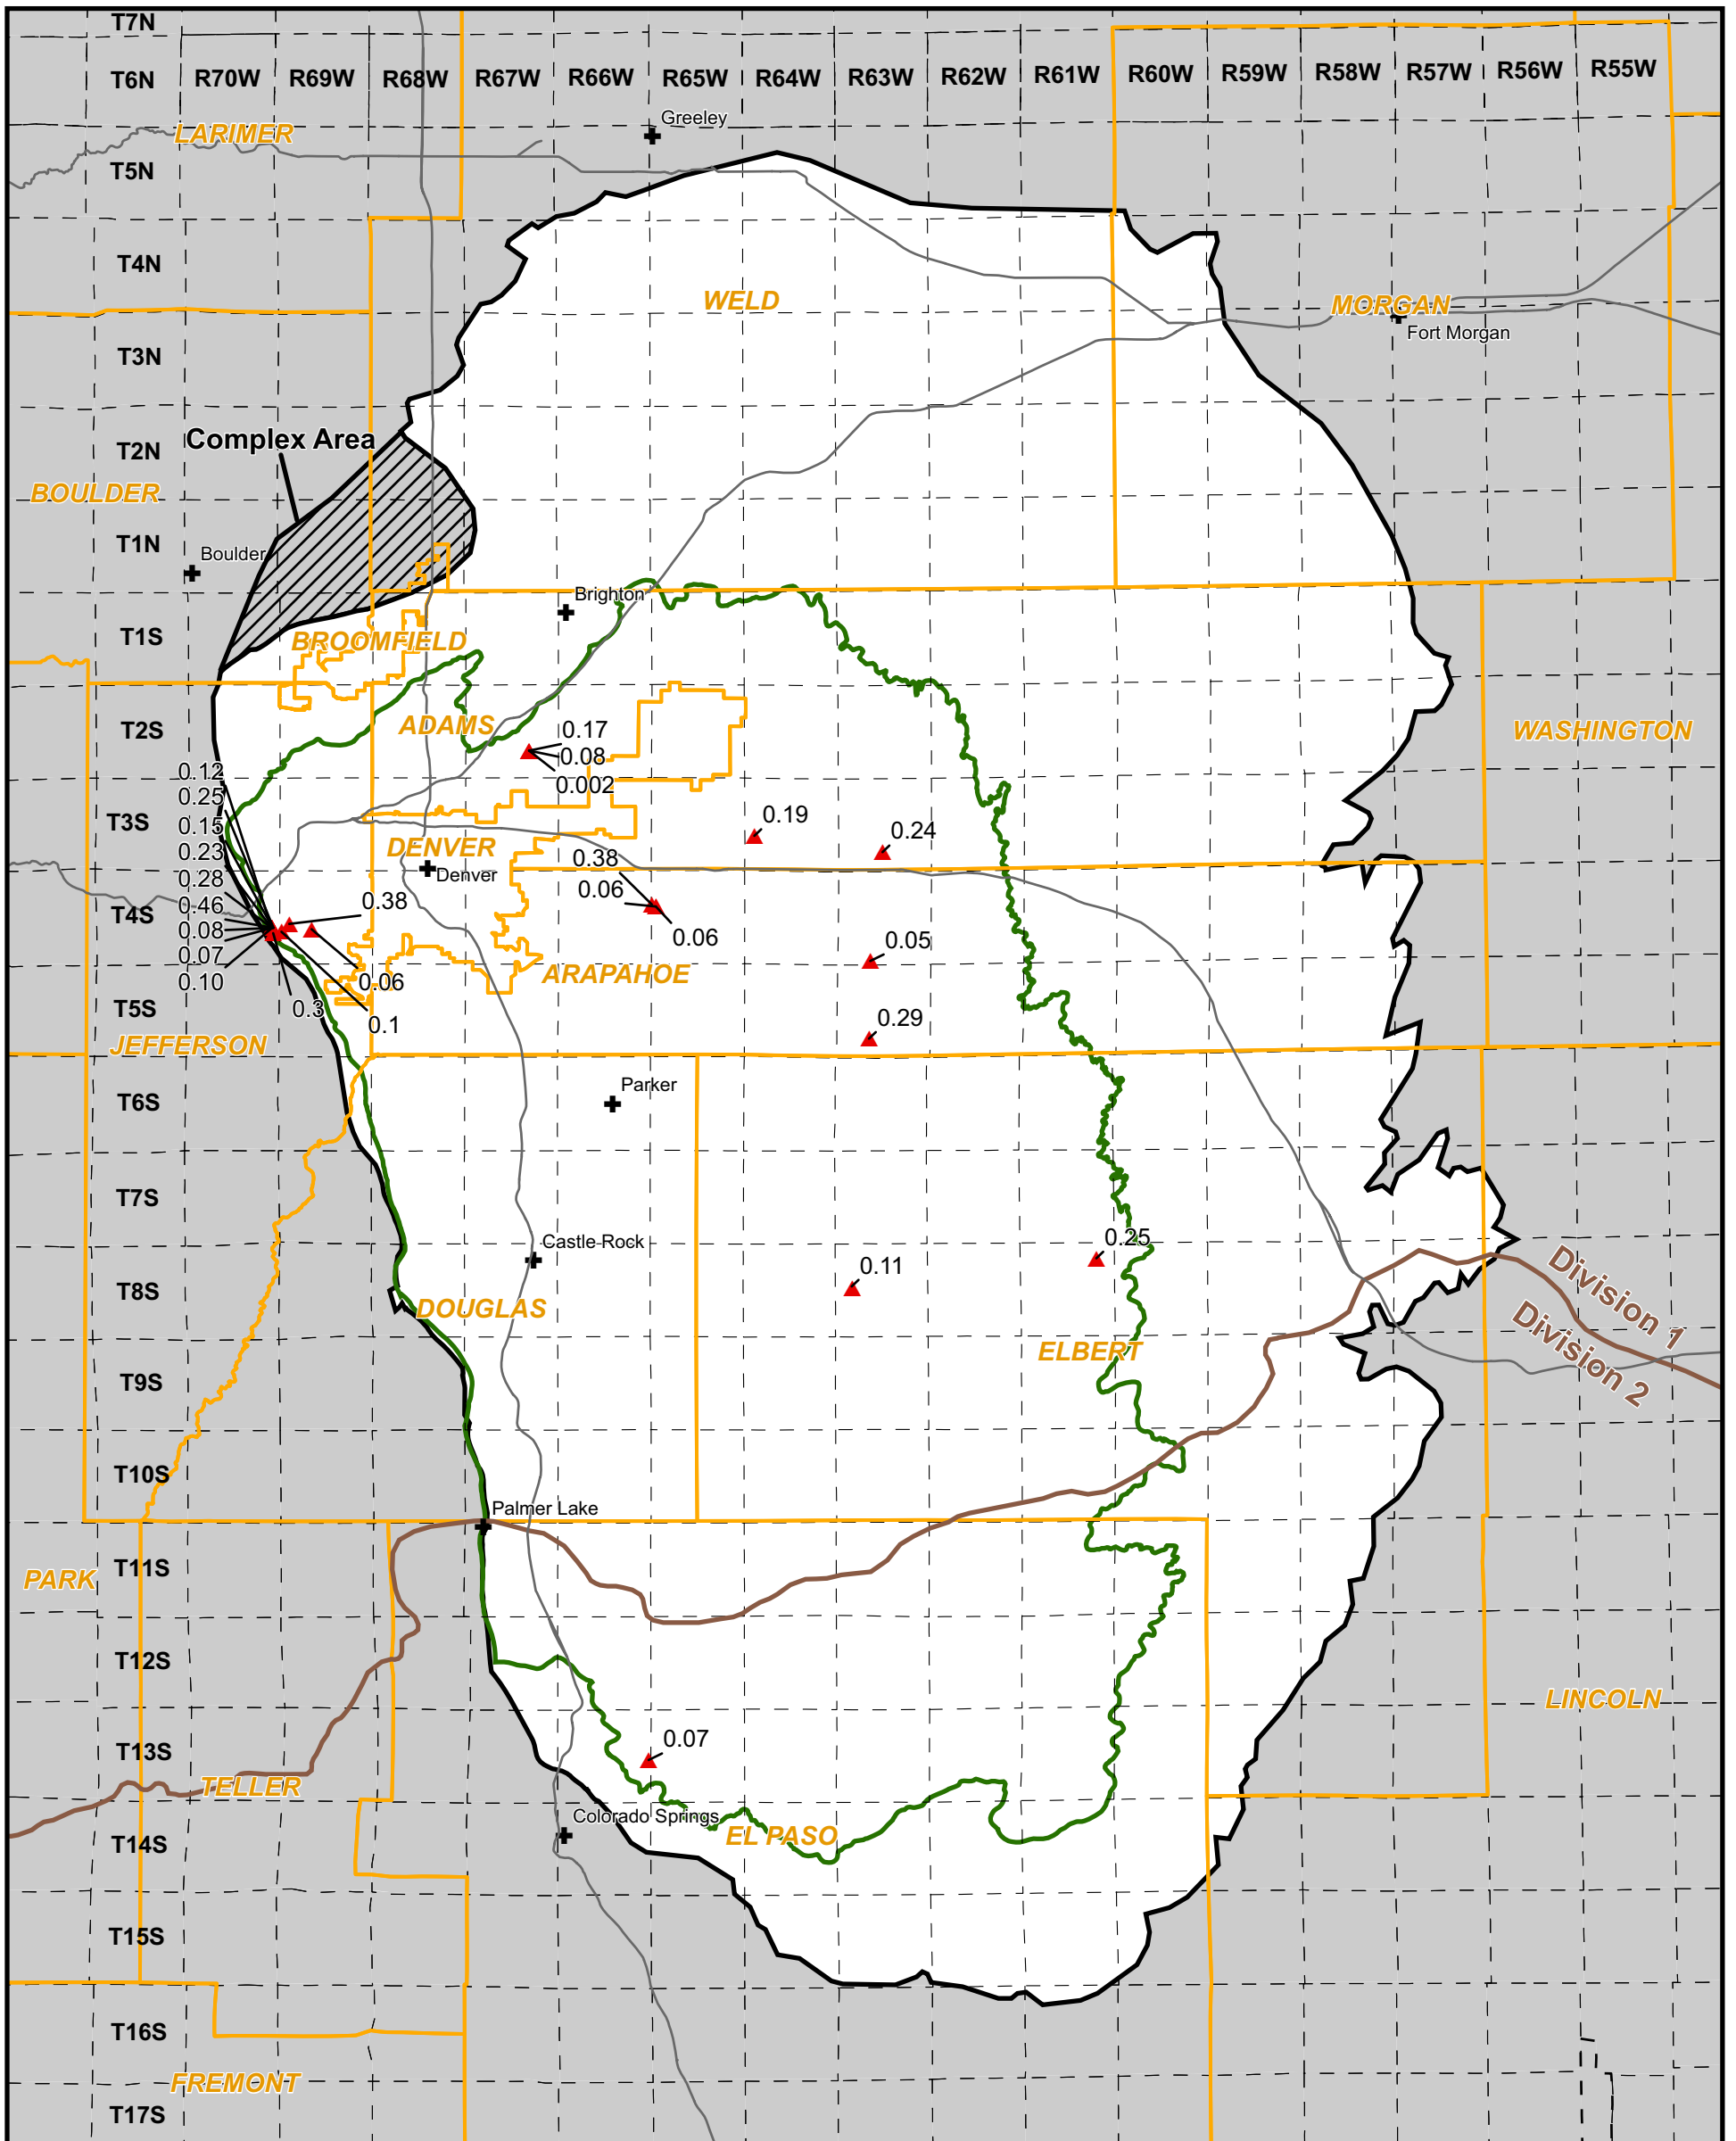 T7N
T6N
R70W
R69W
R68W
R67W
R66W
R65W
R64W
R63W
R62W
R61W
R60W
R59W
R58W
R57W
R56W
R55W
Greeley
LARIMER
T5N
T4N
WELD
MORGAN
Fort Morgan
T3N
Complex Area
T2N
BOULDER
T1N
Boulder
Brighton
T1S
BROOMFIELD
T2S
ADAMS
WASHINGTON
0.17
0.08
0.002
0.12
0.25
0.15
0.23
0.28
0.46
0.08
0.07
0.10
T3S
0.19
0.24
DENVER
Denver
0.38
0.06
0.06
T4S
0.38
0.05
0.06
0.3
0.1
ARAPAHOE
T5S
0.29
JEFFERSON
Parker
T6S
T7S
Castle Rock
0.25
0.11
T8S
DOUGLAS
Division 1
Division 2
ELBERT
T9S
T10S
Palmer Lake
T11S
PARK
T12S
LINCOLN
T13S
0.07
TELLER
Colorado Springs
EL PASO
T14S
T15S
T16S
FREMONT
T17S